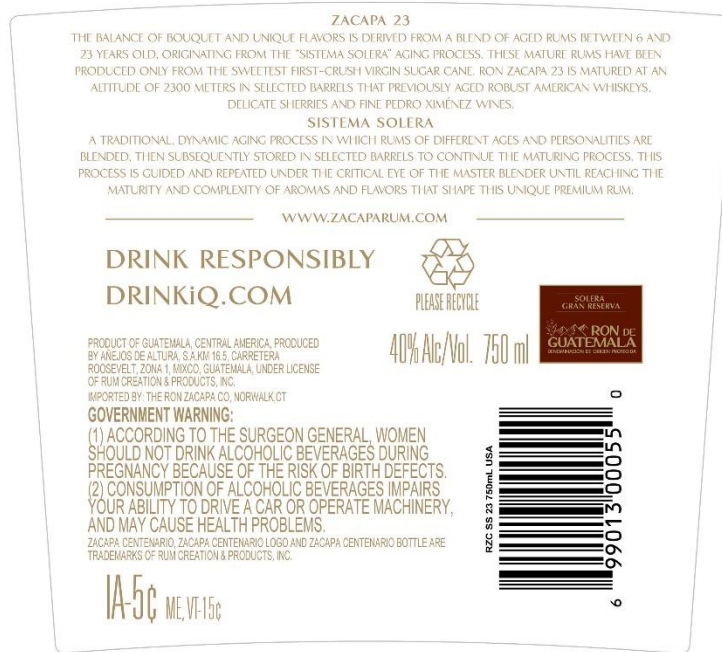 ZACAPA 23
THE BALANCE OF BOUQUET AND UNIQUE FLAVORS IS DERIVED FROM A BLEND OF AGED RUMS BETWEEN 6 AND
23 YEARS OLD, ORIGINATING FROM THE "SISTEMA SOLERA" AGING PROCESS. THESE MATURE RUMS HAVE BEEN
PRODUCED ONLY FROM THE SWEETEST FIRST-CRUSH VIRGIN SUGAR CANE. RON ZACAPA 23 IS MATURED AT AN
ALTITUDE OF 2300 METERS IN SELECTED BARRELS THAT PREVIOUSLY AGED ROBUST AMERICAN WHISKEYS,
DELICATE SHERRIES AND FINE PEDRO XIMÉNEZ WINES.
SISTEMA SOLERA
A TRADITIONAL, DYNAMIC AGING PROCESS IN WHICH RUMS OF DIFFERENT AGES AND PERSONALITIES ARE
BLENDED, THEN SUBSEQUENTLY STORED IN SELECTED BARRELS TO CONTINUE THE MATURING PROCESS. THIS
PROCESS IS GUIDED AND REPEATED UNDER THE CRITICAL EYE OF THE MASTER BLENDER UNTIL REACHING THE
MATURITY AND COMPLEXITY OF AROMAS AND FLAVORS THAT SHAPE THIS UNIQUE PREMIUM RUM.
WWW.ZACAPARUM.COM
DRINK RESPONSIBLY
DRINKiQ.COM
PLEASE RECYCLE
SOLERA
GRAN RESERVA
RON DE
GUATEMALA
DENOMINACIÓN DE ORIGEN PROTEGIDA
40% Alc/Vol. 750 ml
PRODUCT OF GUATEMALA, CENTRAL AMERICA, PRODUCED
BY AÑEJOS DE ALTURA, S.A.KM 16.5, CARRETERA
ROOSEVELT, ZONA 1, MIXCO, GUATEMALA, UNDER LICENSE
OF RUM CREATION & PRODUCTS, INC.
IMPORTED BY: THE RON ZACAPA CO, NORWALK,CT
GOVERNMENT WARNING:
(1) ACCORDING TO THE SURGEON GENERAL, WOMEN
SHOULD NOT DRINK ALCOHOLIC BEVERAGES DURING
PREGNANCY BECAUSE OF THE RISK OF BIRTH DEFECTS.
(2) CONSUMPTION OF ALCOHOLIC BEVERAGES IMPAIRS
YOUR ABILITY TO DRIVE A CAR OR OPERATE MACHINERY,
AND MAY CAUSE HEALTH PROBLEMS.
ZACAPA CENTENARIO, ZACAPA CENTENARIO LOGO AND ZACAPA CENTENARIO BOTTLE ARE
TRADEMARKS OF RUM CREATION & PRODUCTS, INC.
IA-5¢ ME,VT-15¢
RZC SS 23 750mL USA
6 99013 00055 0